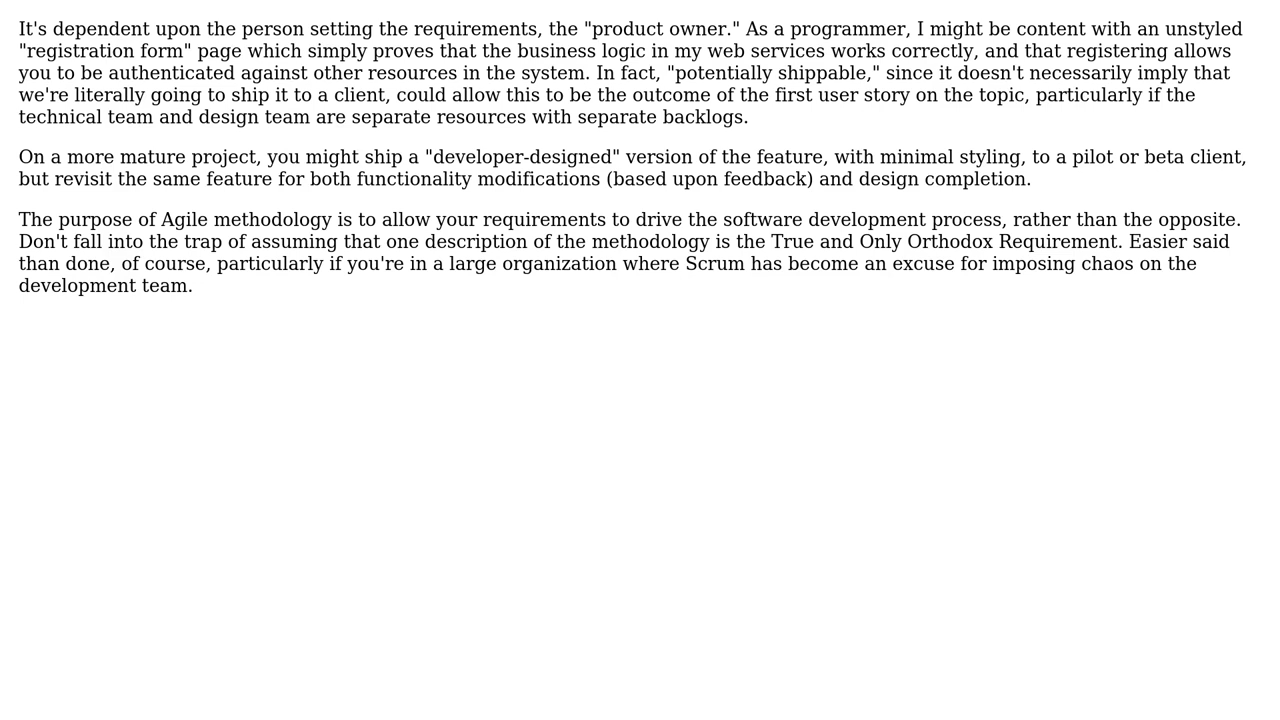 It's dependent upon the person setting the requirements, the "product owner." As a programmer, I might be content with an unstyled
"registration form" page which simply proves that the business logic in my web services works correctly, and that registering allows
you to be authenticated against other resources in the system. In fact, "potentially shippable," since it doesn't necessarily imply that
we're literally going to ship it to a client, could allow this to be the outcome of the first user story on the topic, particularly if the
technical team and design team are separate resources with separate backlogs.
On a more mature project, you might ship a "developer-designed" version of the feature, with minimal styling, to a pilot or beta client,
but revisit the same feature for both functionality modifications (based upon feedback) and design completion.
The purpose of Agile methodology is to allow your requirements to drive the software development process, rather than the opposite.
Don't fall into the trap of assuming that one description of the methodology is the True and Only Orthodox Requirement. Easier said
than done, of course, particularly if you're in a large organization where Scrum has become an excuse for imposing chaos on the
development team.